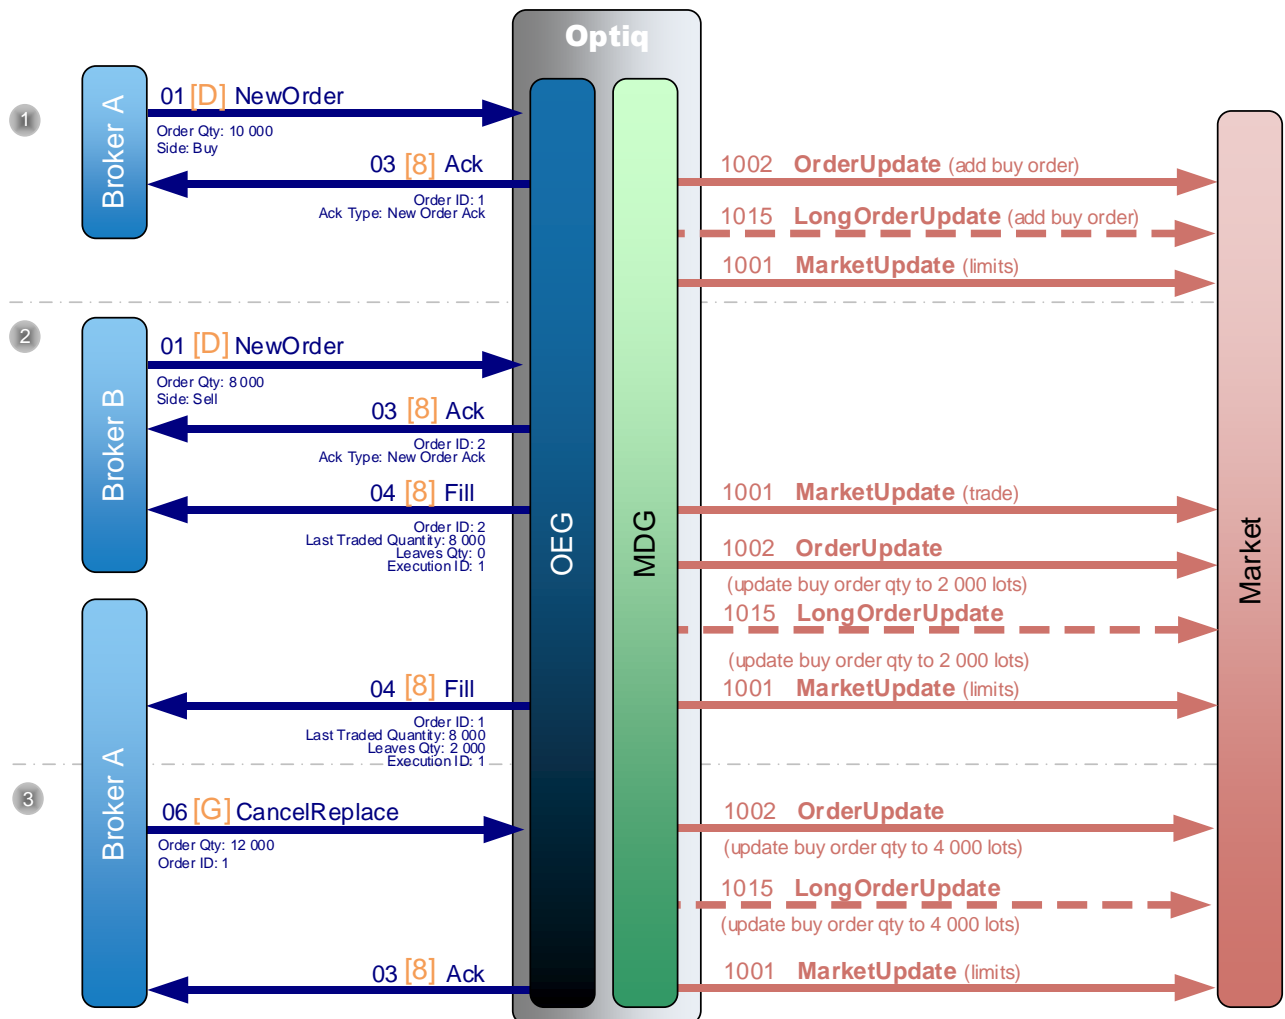 Optiq
1
Broker A
01 [D] NewOrder
Order Qty: 10 000
Side: Buy
03 [8] Ack
Order ID: 1
Ack Type: New Order Ack
1002 OrderUpdate (add buy order)
1015 LongOrderUpdate (add buy order)
1001 MarketUpdate (limits)
2
Broker B
01 [D] NewOrder
Order Qty: 8 000
Side: Sell
03 [8] Ack
Order ID: 2
Ack Type: New Order Ack
04 [8] Fill
Order ID: 2
Last Traded Quantity: 8 000
Leaves Qty: 0
Execution ID: 1
OEG
MDG
Market
1001 MarketUpdate (trade)
1002 OrderUpdate
(update buy order qty to 2 000 lots)
1015 LongOrderUpdate
(update buy order qty to 2 000 lots)
1001 MarketUpdate (limits)
Broker A
04 [8] Fill
Order ID: 1
Last Traded Quantity: 8 000
Leaves Qty: 2 000
Execution ID: 1
3
06 [G] CancelReplace
Order Qty: 12 000
Order ID: 1
1002 OrderUpdate
(update buy order qty to 4 000 lots)
1015 LongOrderUpdate
(update buy order qty to 4 000 lots)
03 [8] Ack
1001 MarketUpdate (limits)